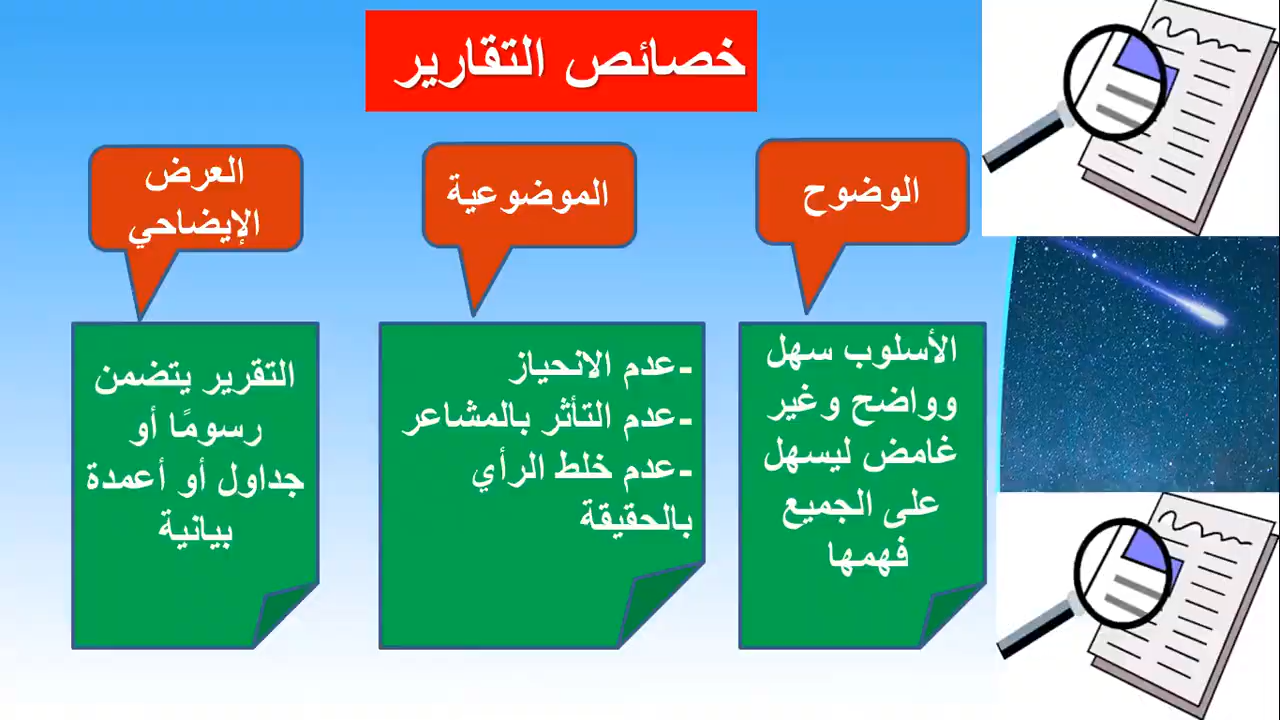 خصائص التقارير
الوضوح
الأسلوب سهل
وواضح وغير
غامض ليسهل
على الجميع
فهمها
الموضوعية
-عدم الانحياز
-عدم التأثر بالمشاعر
-عدم خلط الرأي
بالحقيقة
العرض
الإيضاحي
التقرير يتضمن
رسومًا أو
جداول أو أعمدة
بيانية